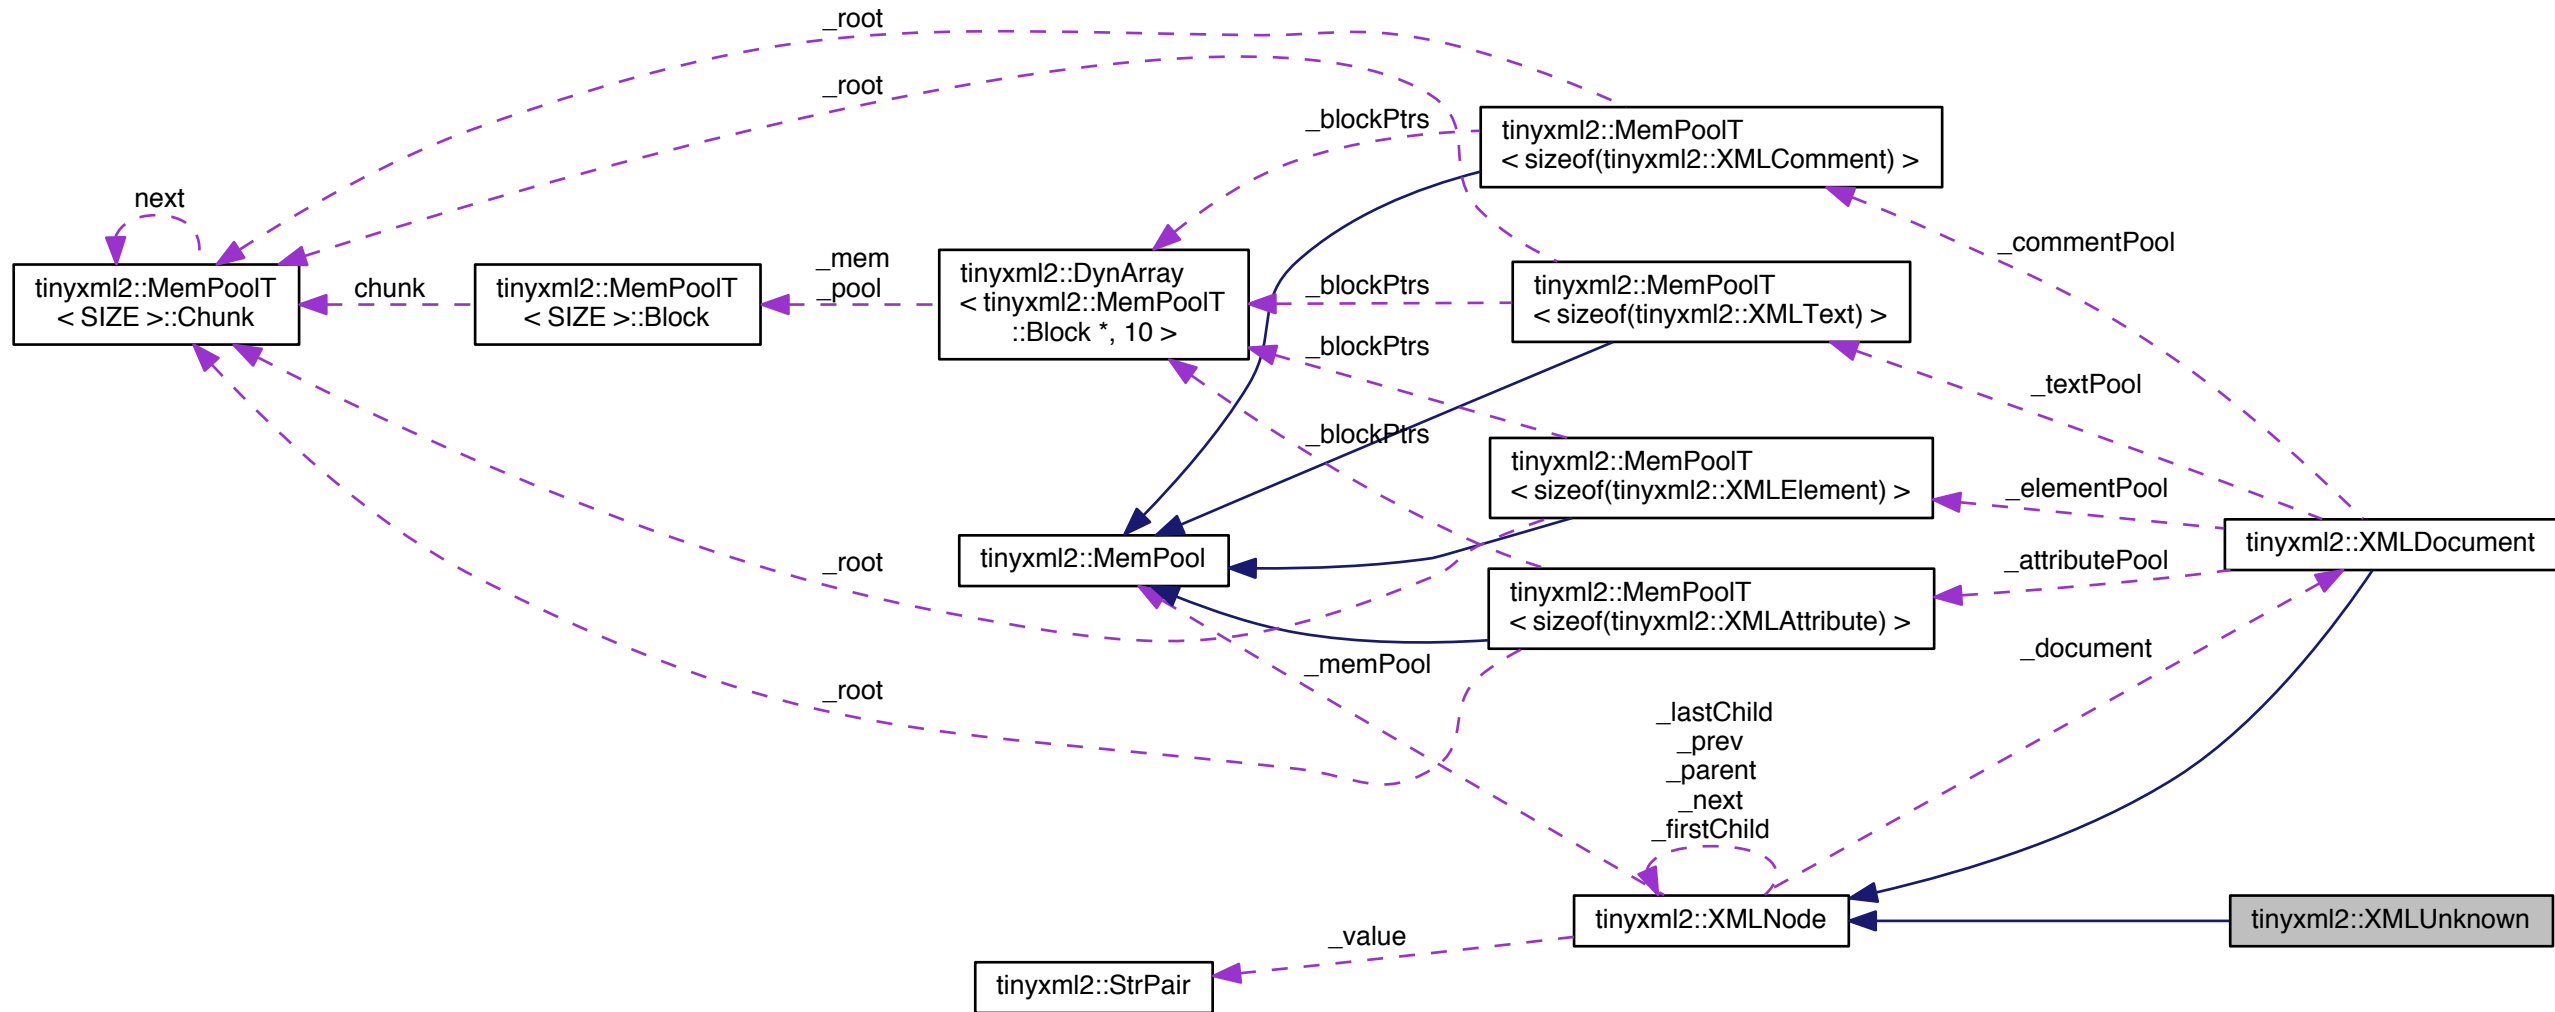 _root
_root
_blockPtrs
tinyxml2::MemPoolT
< sizeof(tinyxml2::XMLComment) >
next
_commentPool
tinyxml2::MemPoolT
< SIZE >::Chunk
chunk
tinyxml2::MemPoolT
< SIZE >::Block
_mem
_pool
tinyxml2::DynArray
< tinyxml2::MemPoolT
::Block *, 10 >
_blockPtrs
tinyxml2::MemPoolT
< sizeof(tinyxml2::XMLText) >
_blockPtrs
_textPool
_blockPtrs
tinyxml2::MemPoolT
< sizeof(tinyxml2::XMLElement) >
_elementPool
tinyxml2::XMLDocument
tinyxml2::MemPool
_root
_attributePool
tinyxml2::MemPoolT
< sizeof(tinyxml2::XMLAttribute) >
_memPool
_document
_root
_lastChild
_prev
_parent
_next
_firstChild
tinyxml2::XMLNode
tinyxml2::XMLUnknown
_value
tinyxml2::StrPair